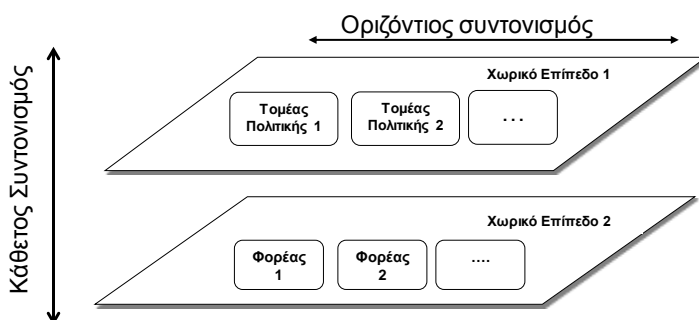 Οριζόντιος συντονισμός
Κάθετος Συντονισμός
Χωρικό Επίπεδο 1
Τομέας
Πολιτικής 1
Τομέας
Πολιτικής 2
...
Χωρικό Επίπεδο 2
Φορέας
1
Φορέας
2
....